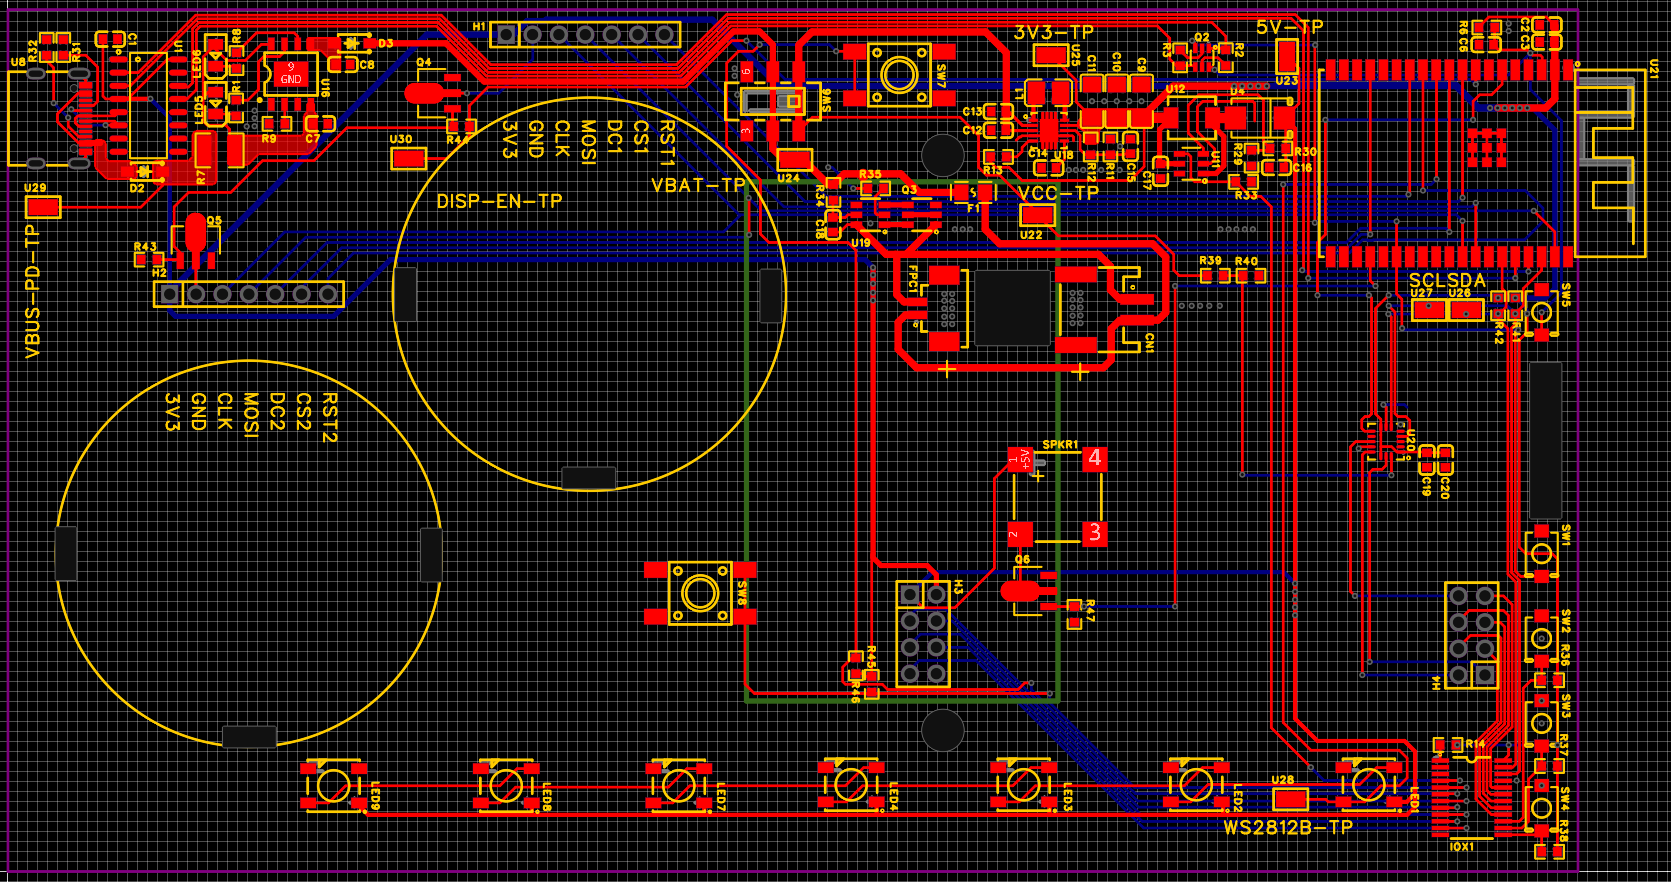 H1
3V3-TP
5V-TP
U8
R32
R31
C1
U1
LED6
R8
D3
C8
9
GND
U16
LED5
R1
R9
C7
Q4
R44
U30
6
3
SW6
SW7
U25
C11
C10
C9
L1
C13
C12
C14
U18
R12
R11
C15
R13
Q2
R3
R2
U23
U12
U4
U11
C17
R29
R30
C16
R33
R6
C6
C2
C3
U21
D2
R7
U29
VBUS-PD-TP
Q5
R43
H2
3V3
GND
CLK
MOSI
DC1
CS1
RST1
VBAT-TP
DISP-EN-TP
U24
R35
R34
C18
Q3
U19
F1
VCC-TP
U22
FPC1
CN1
+
+
R39
R40
SCLSDA
U27
U26
R42
R41
SW5
3V3
GND
CLK
MOSI
DC2
CS2
RST2
SPKR1
1
+5V
+
4
2
3
U20
C19
C20
Q6
R47
H3
SW8
R45
R46
SW1
SW2
R36
H4
SW3
R14
R37
SW4
R38
IOX1
LED9
LED8
LED7
LED4
LED3
LED2
U28
LED1
WS2812B-TP